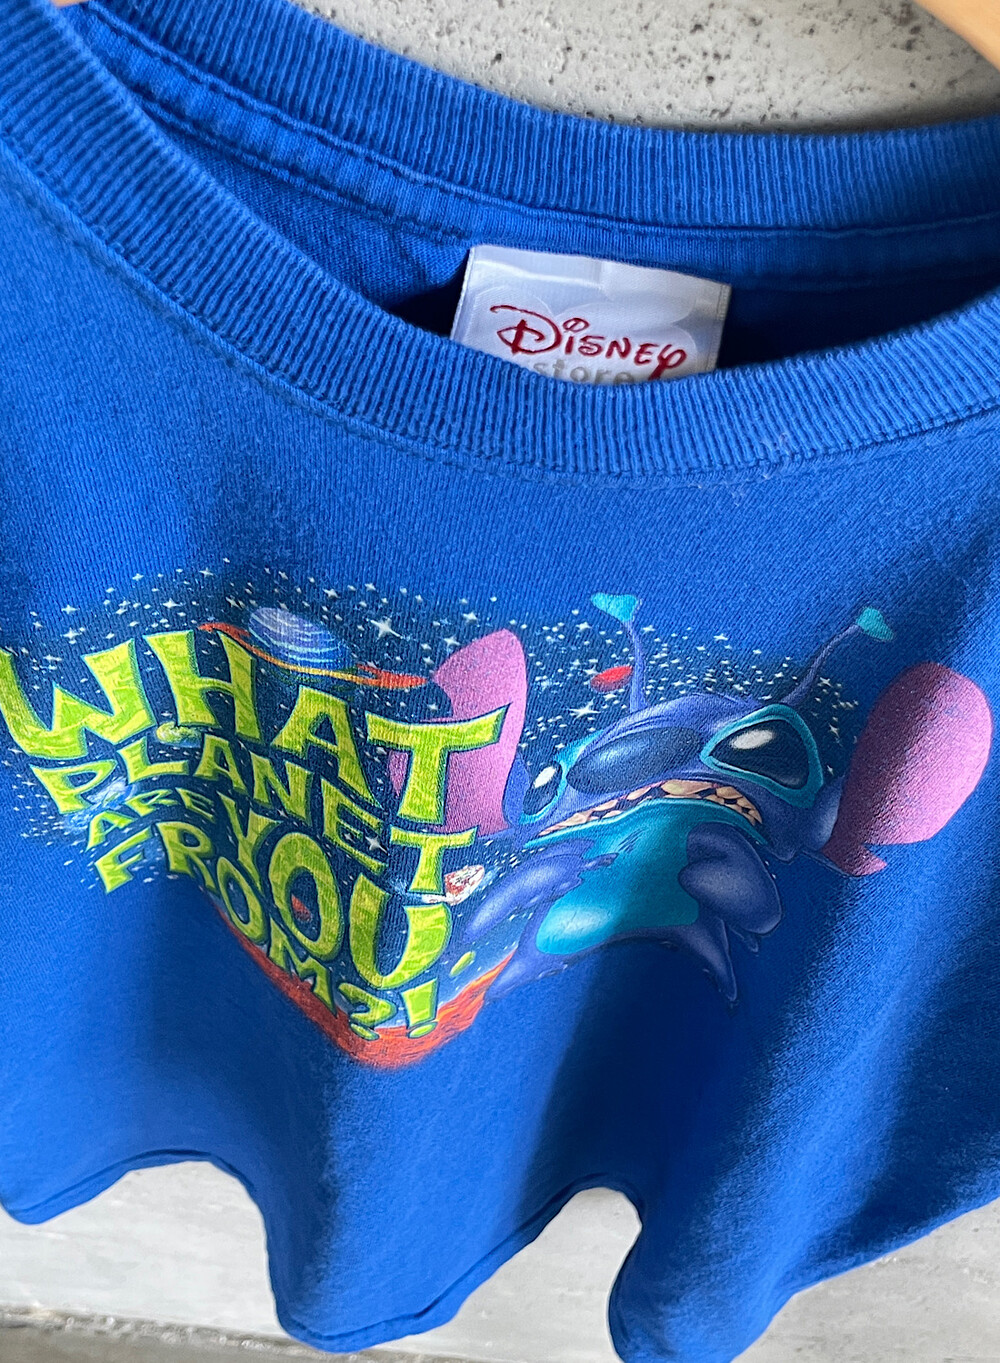 Disney
store
WHAT
PLANET
ARE YOU
FROM?!